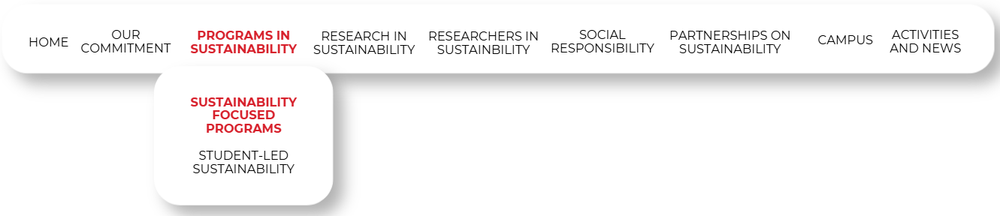 HOME
OUR
COMMITMENT
PROGRAMS IN
SUSTAINABILITY
RESEARCH IN
SUSTAINABILITY
RESEARCHERS IN
SUSTAINBILITY
SOCIAL
RESPONSIBILITY
PARTNERSHIPS ON
SUSTAINABILITY
CAMPUS
ACTIVITIES
AND NEWS
SUSTAINABILITY
FOCUSED
PROGRAMS
STUDENT-LED
SUSTAINABILITY